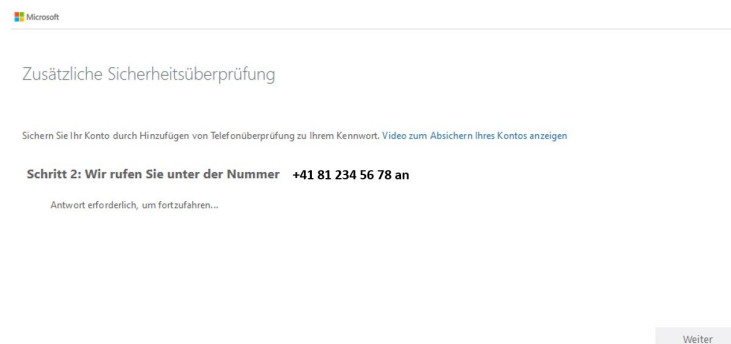 Microsoft
Zusätzliche Sicherheitsüberprüfung
Sichern Sie Ihr Konto durch Hinzufügen von Telefonüberprüfung zu Ihrem Kennwort. Video zum Absichern Ihres Kontos anzeigen
Schritt 2: Wir rufen Sie unter der Nummer +41 81 234 56 78 an
Antwort erforderlich, um fortzufahren...
Weiter